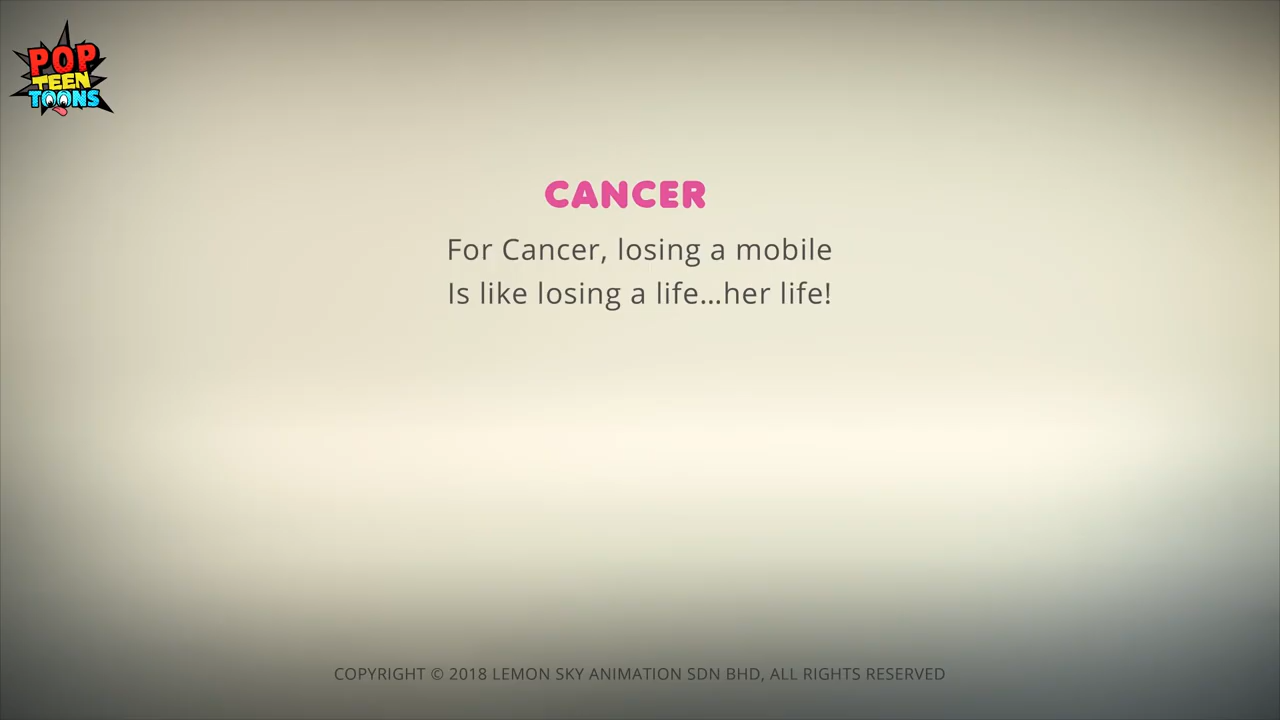 POP
TEEN
TOONS
CANCER
For Cancer, losing a mobile
Is like losing a life...her life!
COPYRIGHT © 2018 LEMON SKY ANIMATION SDN BHD, ALL RIGHTS RESERVED